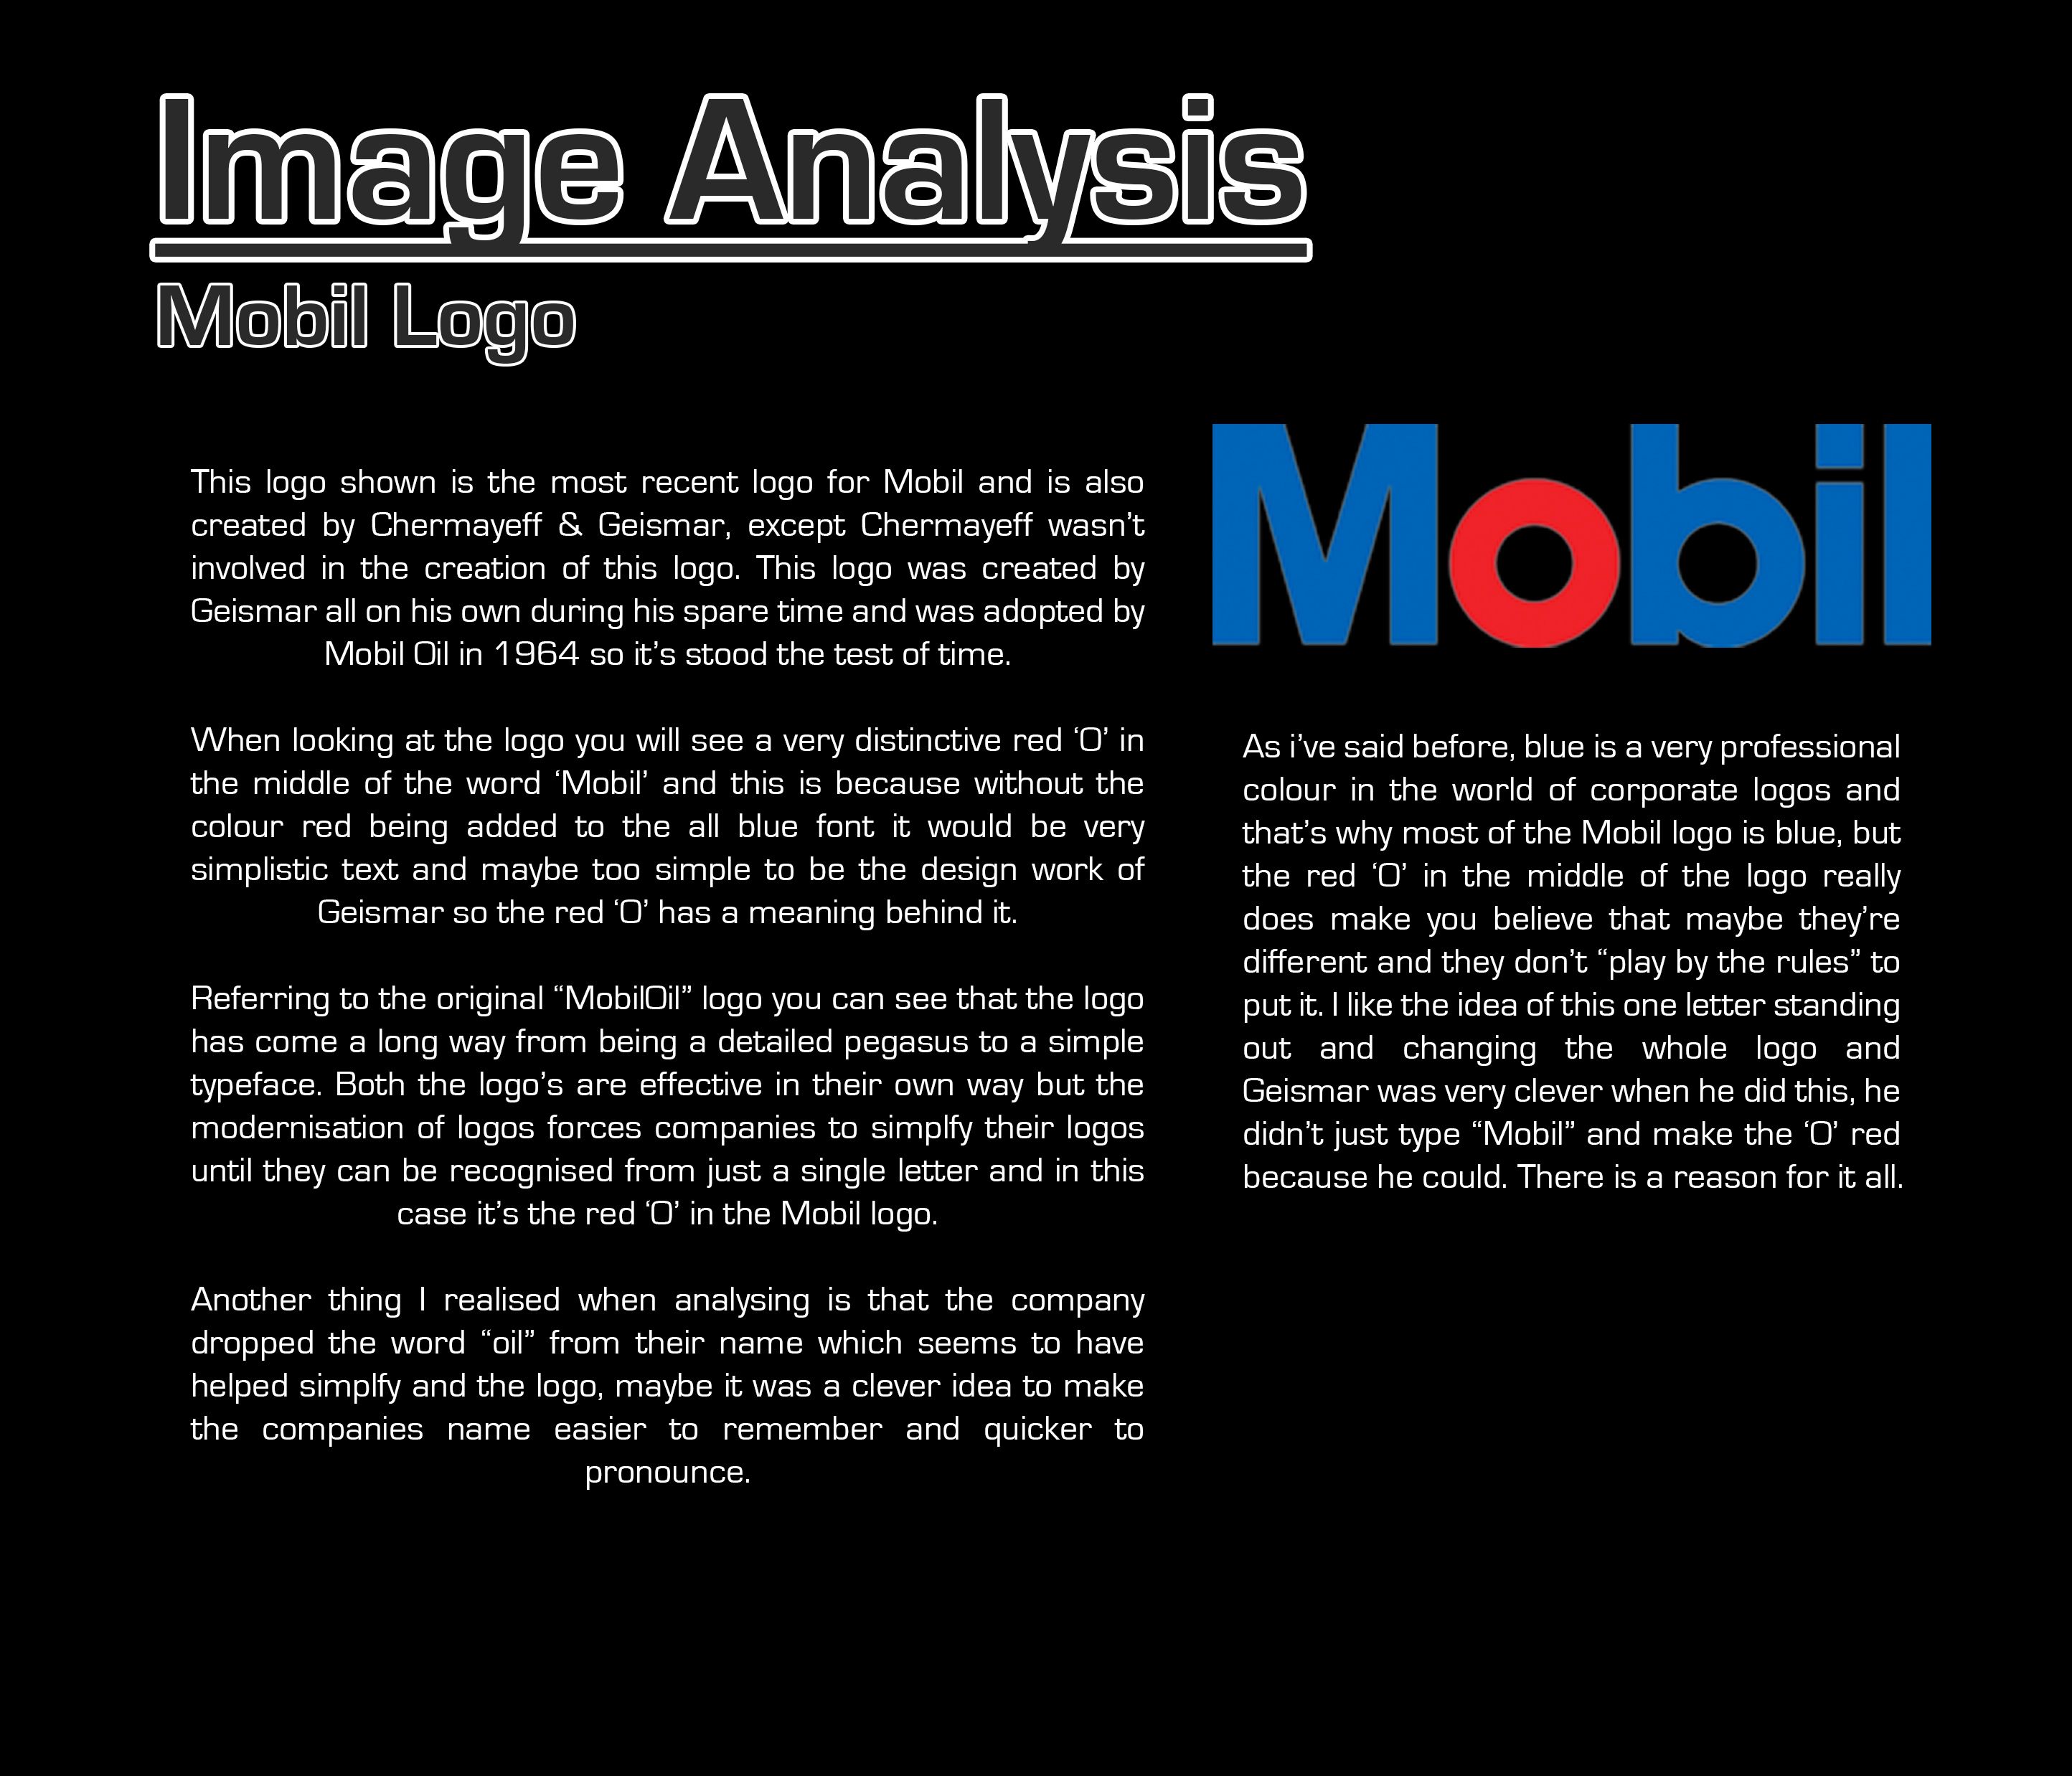 Image Analysis
Mobil Logo
This logo shown is the most recent logo for Mobil and is also
created by Chermayeff & Geismar, except Chermayeff wasn’t
involved in the creation of this logo. This logo was created by
Geismar all on his own during his spare time and was adopted by
Mobil Oil in 1964 so it’s stood the test of time.
When looking at the logo you will see a very distinctive red ‘O’ in
the middle of the word ‘Mobil’ and this is because without the
colour red being added to the all blue font it would be very
simplistic text and maybe too simple to be the design work of
Geismar so the red ‘O’ has a meaning behind it.
Referring to the original “MobilOil” logo you can see that the logo
has come a long way from being a detailed pegasus to a simple
typeface. Both the logo’s are effective in their own way but the
modernisation of logos forces companies to simplfy their logos
until they can be recognised from just a single letter and in this
case it’s the red ‘O’ in the Mobil logo.
Another thing I realised when analysing is that the company
dropped the word “oil” from their name which seems to have
helped simplfy and the logo, maybe it was a clever idea to make
the companies name easier to remember and quicker to
pronounce.
Mobil
As i’ve said before, blue is a very professional
colour in the world of corporate logos and
that’s why most of the Mobil logo is blue, but
the red ‘O’ in the middle of the logo really
does make you believe that maybe they’re
different and they don’t “play by the rules” to
put it. I like the idea of this one letter standing
out and changing the whole logo and
Geismar was very clever when he did this, he
didn’t just type “Mobil” and make the ‘O’ red
because he could. There is a reason for it all.